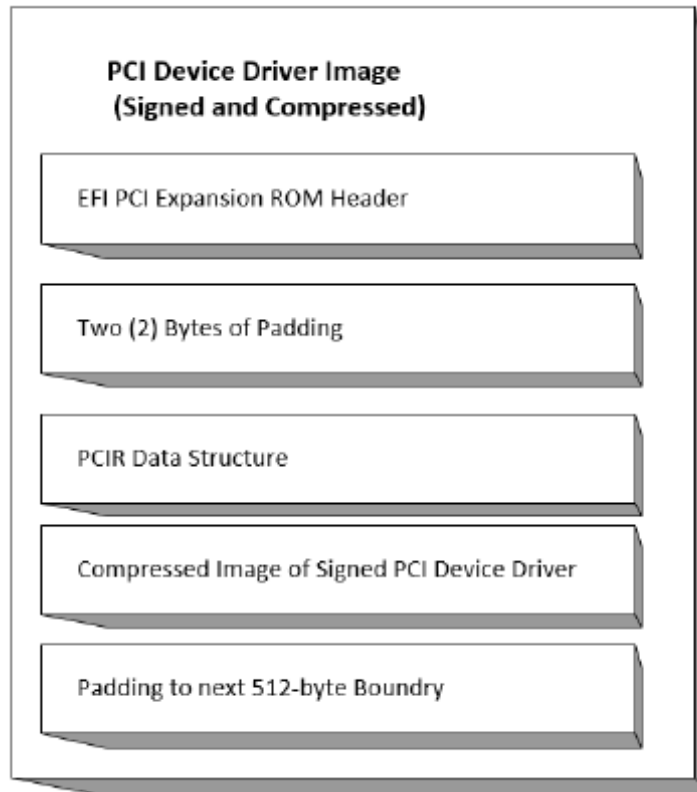 PCI Device Driver Image
(Signed and Compressed)
EFI PCI Expansion ROM Header
Two (2) Bytes of Padding
PCIR Data Structure
Compressed Image of Signed PCI Device Driver
Padding to next 512-byte Boundry